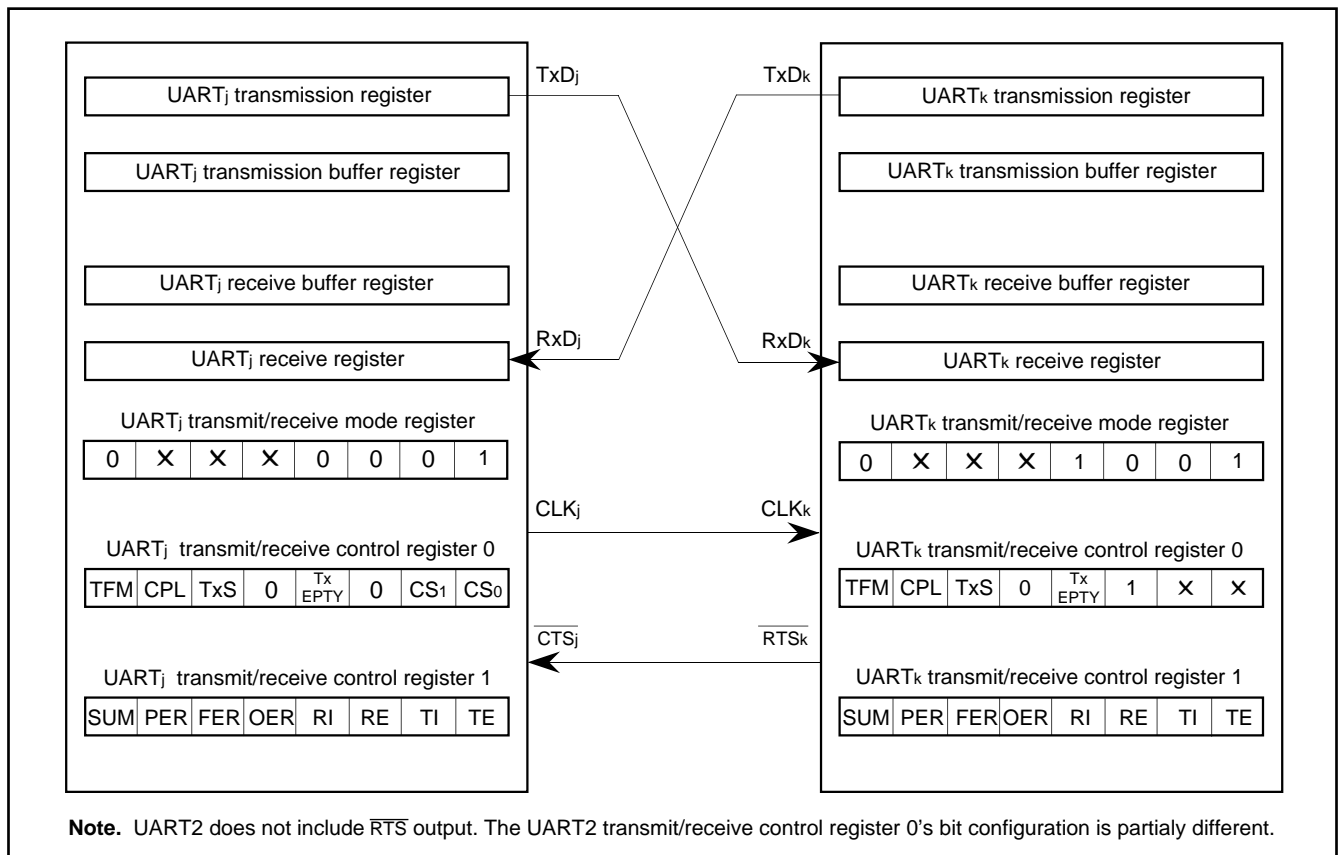 TxDj TxDk
UARTj transmission register
UARTk transmission register
UARTj transmission buffer register
UARTk transmission buffer register
UARTj receive buffer register
UARTk receive buffer register
RxDj RxDk
UARTj receive register
UARTk receive register
UARTj transmit/receive mode register
UARTk transmit/receive mode register
0 X X X 0 0 0 1
0 X X X 1 0 0 1
CLKj CLKk
UARTj transmit/receive control register 0
UARTk transmit/receive control register 0
TFM CPL TxS 0 Tx EPTY 0 CS1 CS0
TFM CPL TxS 0 Tx EPTY 1 X X
CTSj RTSk
UARTj transmit/receive control register 1
UARTk transmit/receive control register 1
SUM PER FER OER RI RE TI TE
SUM PER FER OER RI RE TI TE
Note. UART2 does not include RTS output. The UART2 transmit/receive control register 0's bit configuration is partialy different.